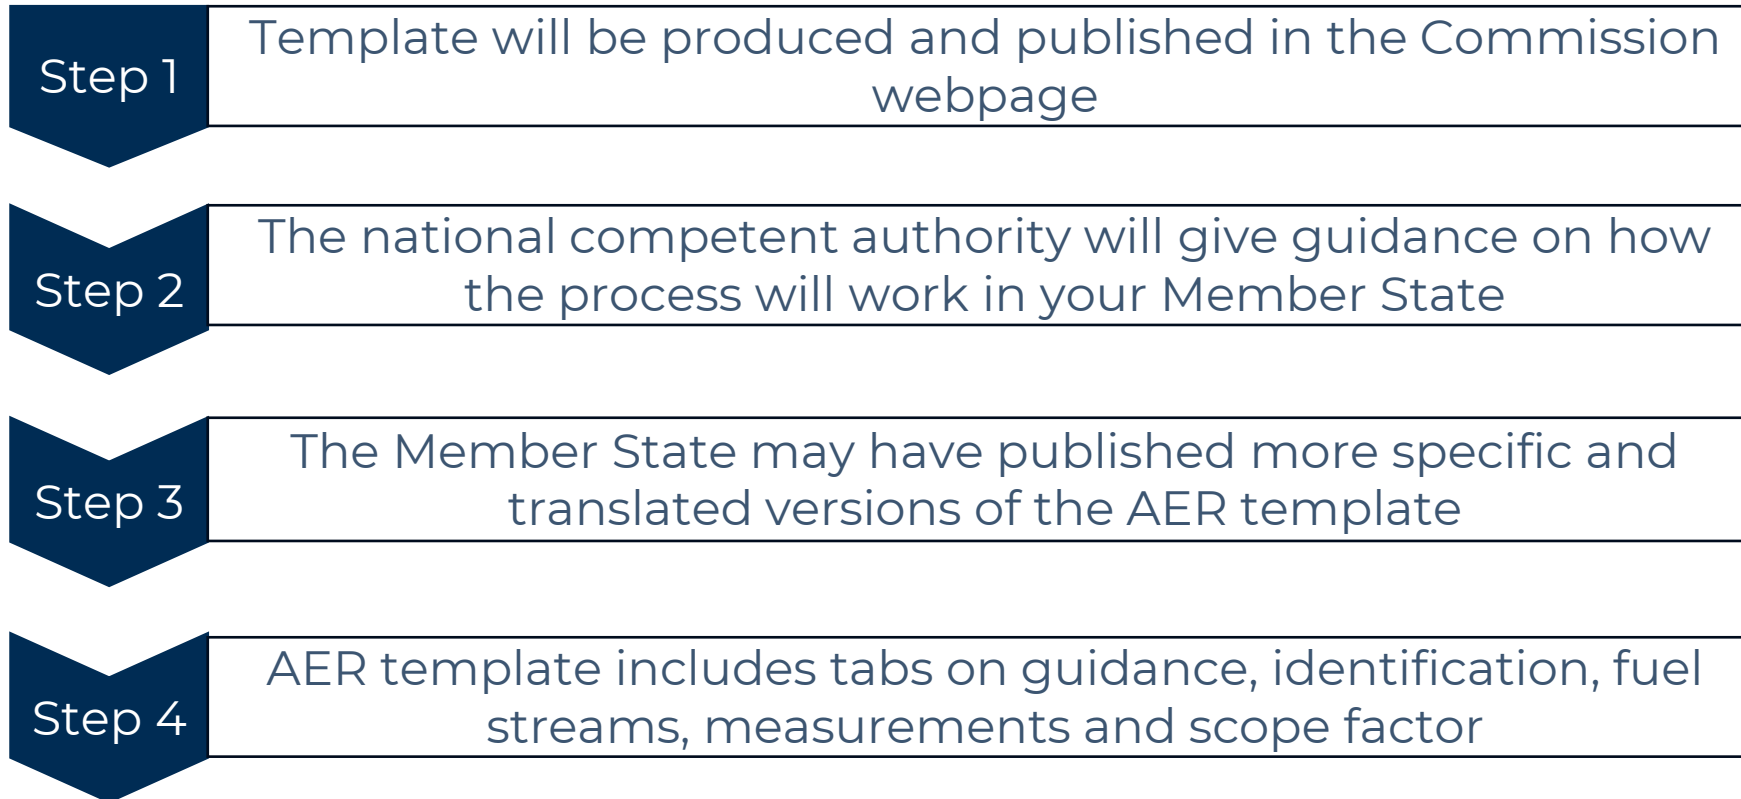 Step 1
Template will be produced and published in the Commission
webpage
Step 2
The national competent authority will give guidance on how
the process will work in your Member State
Step 3
The Member State may have published more specific and
translated versions of the AER template
Step 4
AER template includes tabs on guidance, identification, fuel
streams, measurements and scope factor